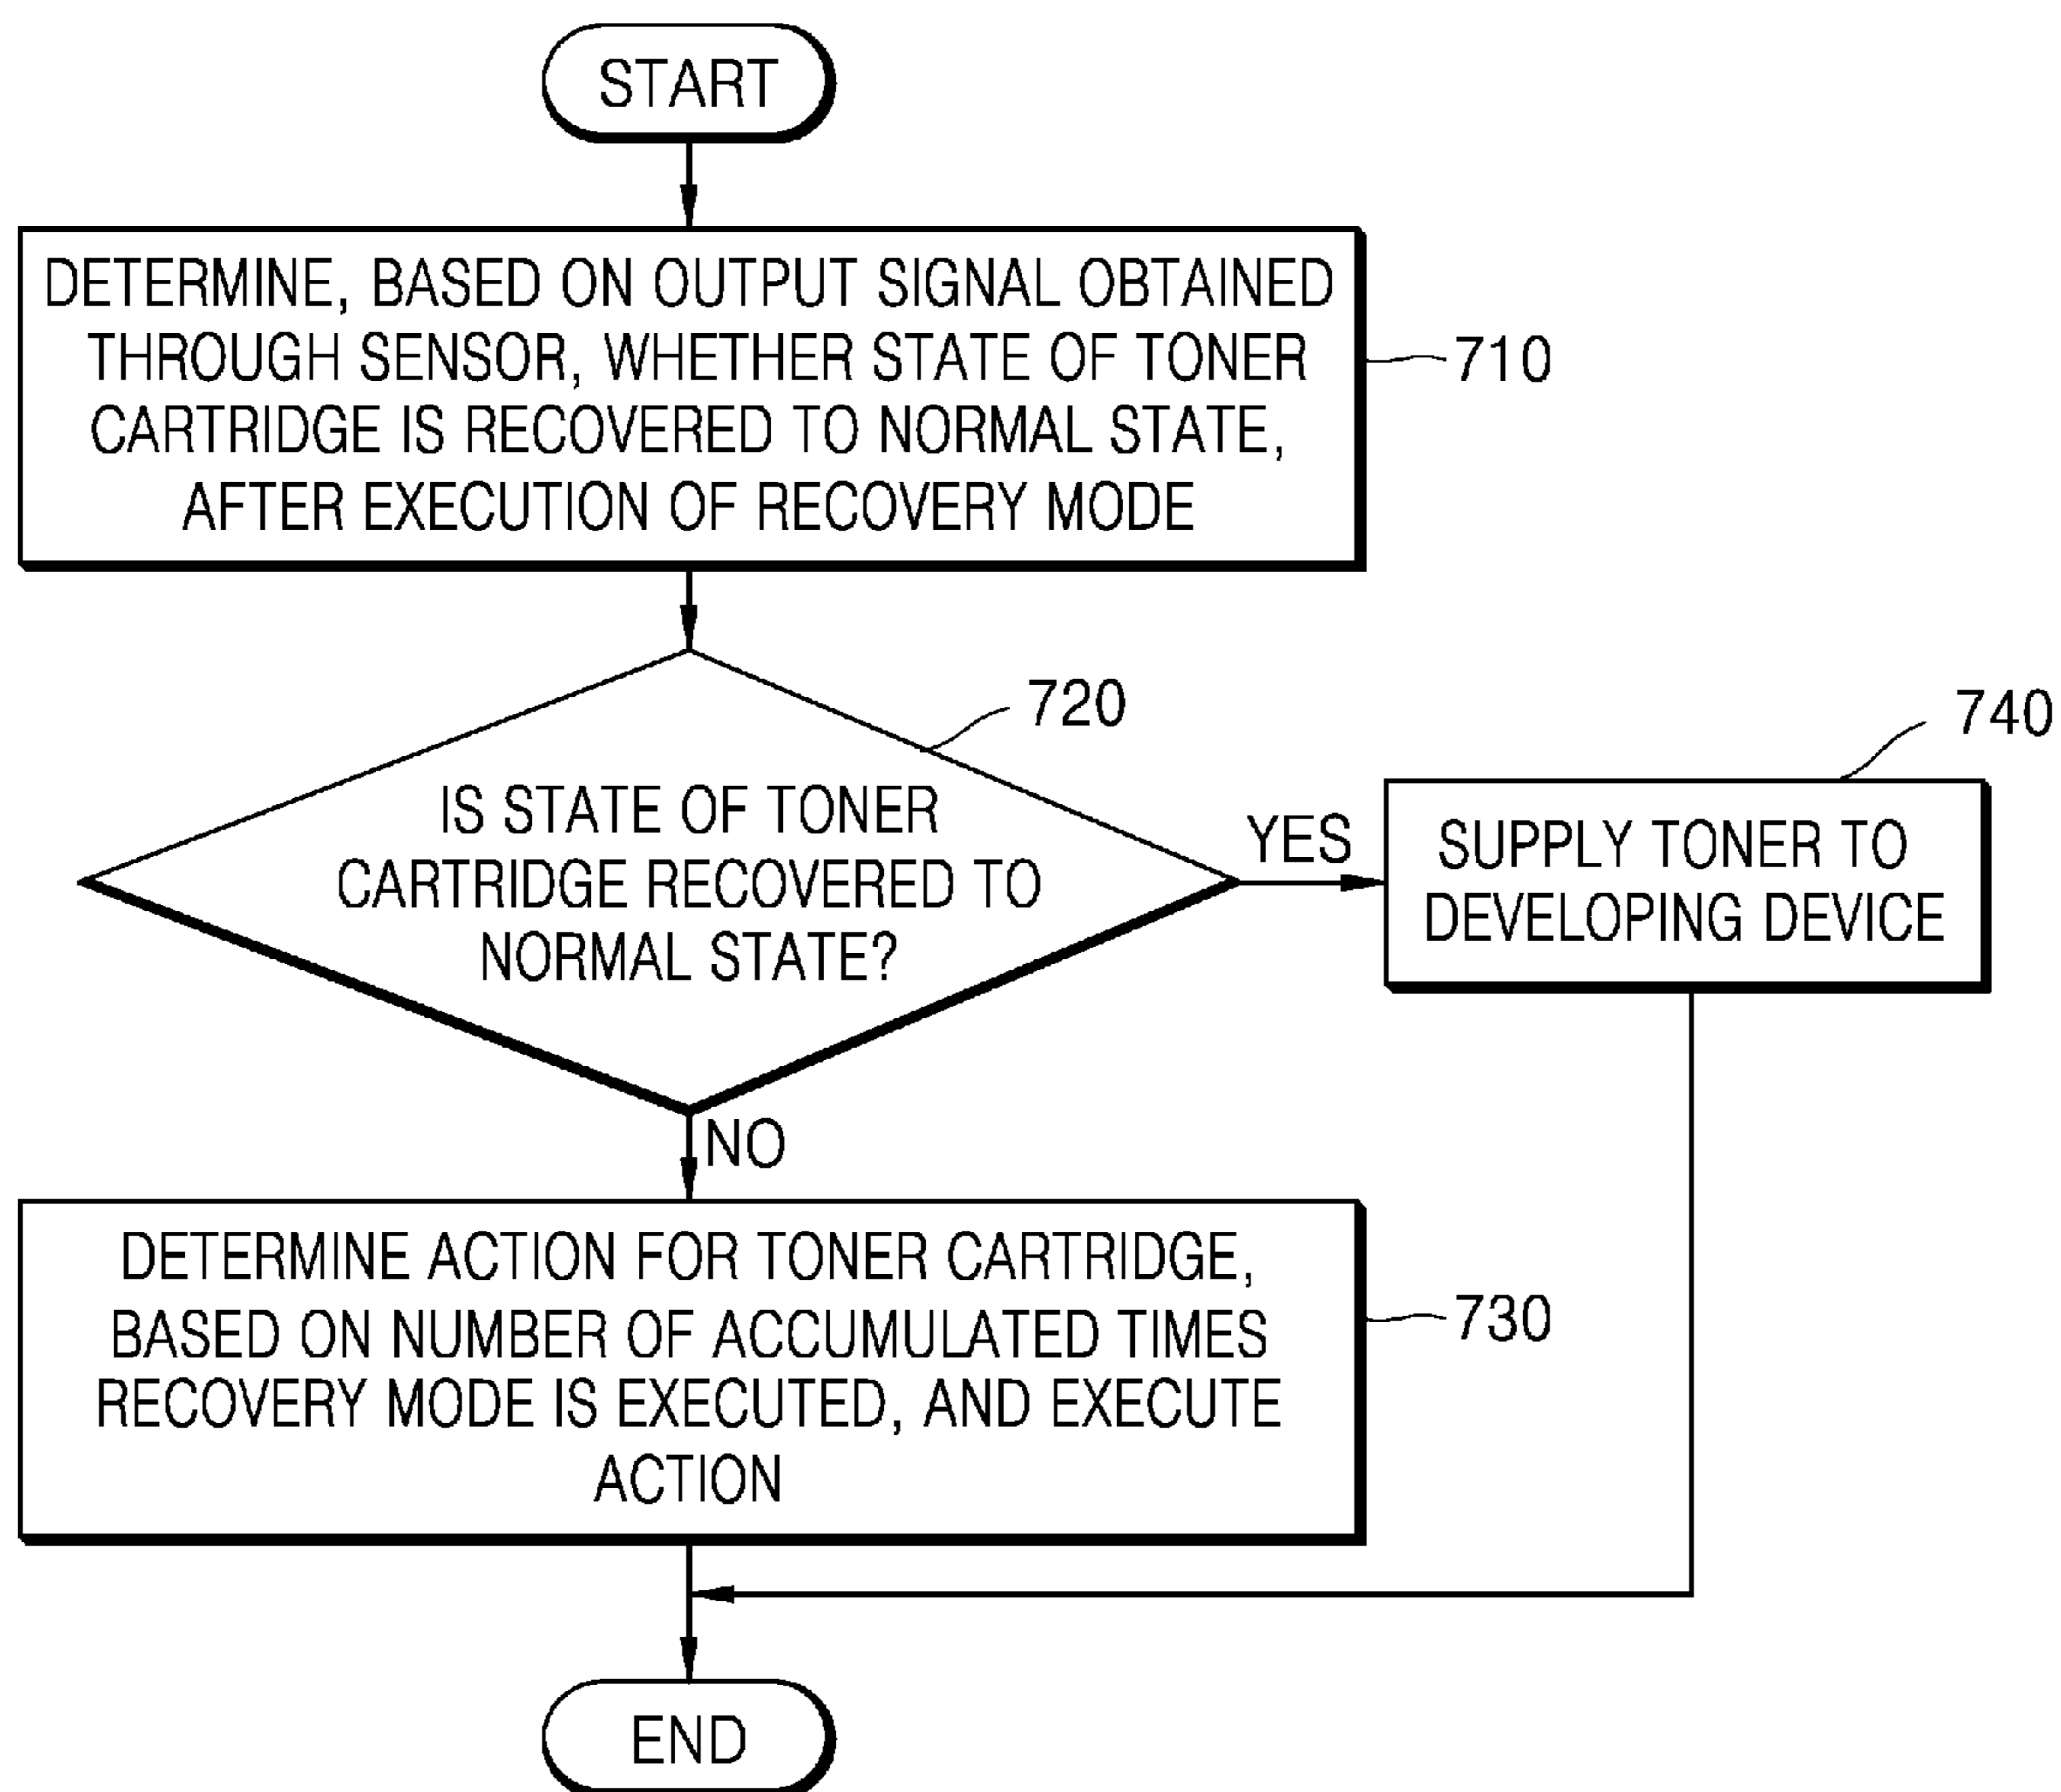 START
DETERMINE, BASED ON OUTPUT SIGNAL OBTAINED
THROUGH SENSOR, WHETHER STATE OF TONER
CARTRIDGE IS RECOVERED TO NORMAL STATE,
AFTER EXECUTION OF RECOVERY MODE
710
720
IS STATE OF TONER
CARTRIDGE RECOVERED TO
NORMAL STATE?
YES
740
SUPPLY TONER TO
DEVELOPING DEVICE
NO
DETERMINE ACTION FOR TONER CARTRIDGE,
BASED ON NUMBER OF ACCUMULATED TIMES
RECOVERY MODE IS EXECUTED, AND EXECUTE
ACTION
730
END